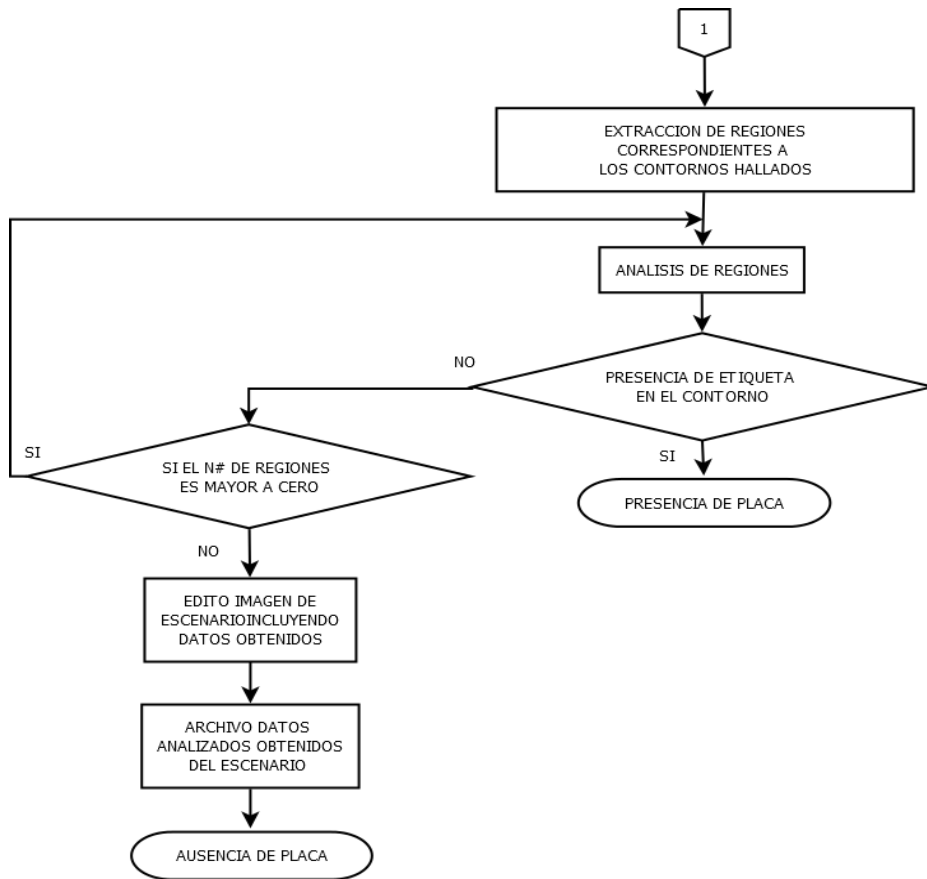 1
EXTRACCION DE REGIONES
CORRESPONDIENTES A
LOS CONTORNOS HALLADOS
ANALISIS DE REGIONES
NO
PRESENCIA DE ETIQUETA
EN EL CONTORNO
SI
SI EL N# DE REGIONES
ES MAYOR A CERO
SI
PRESENCIA DE PLACA
NO
EDITO IMAGEN DE
ESCENARIOINCLUYENDO
DATOS OBTENIDOS
ARCHIVO DATOS
ANALIZADOS OBTENIDOS
DEL ESCENARIO
AUSENCIA DE PLACA